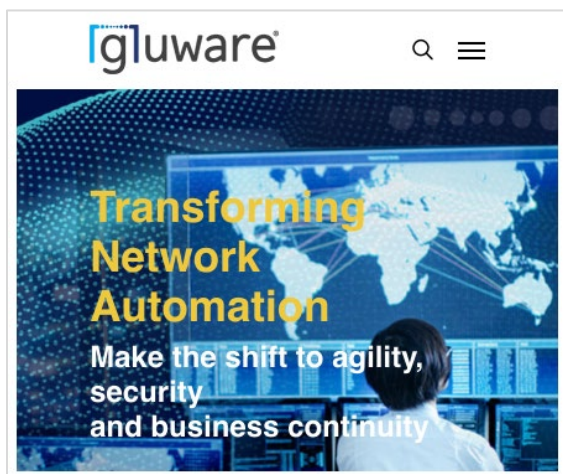 gluware®
Transforming
Network
Automation
Make the shift to agility,
security
and business continuity